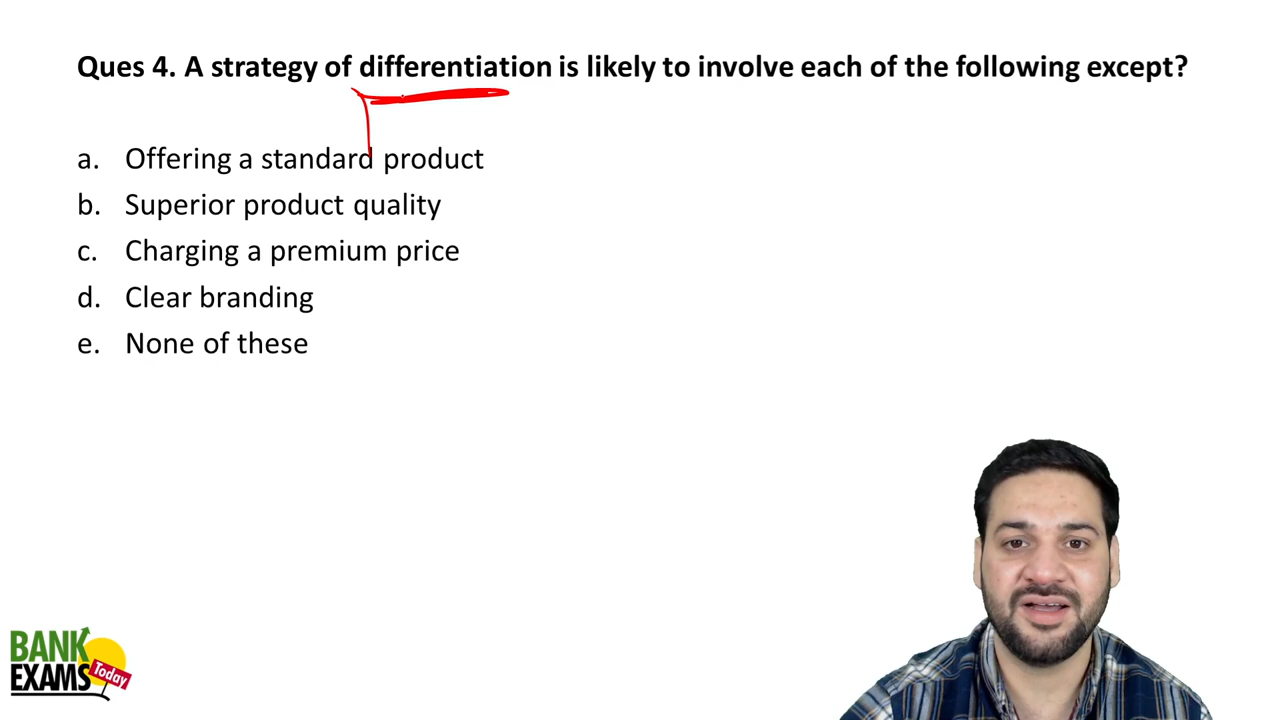 Ques 4. A strategy of differentiation is likely to involve each of the following except?
a. Offering a standard product
b. Superior product quality
c. Charging a premium price
d. Clear branding
e. None of these
BANK
EXAMS Today